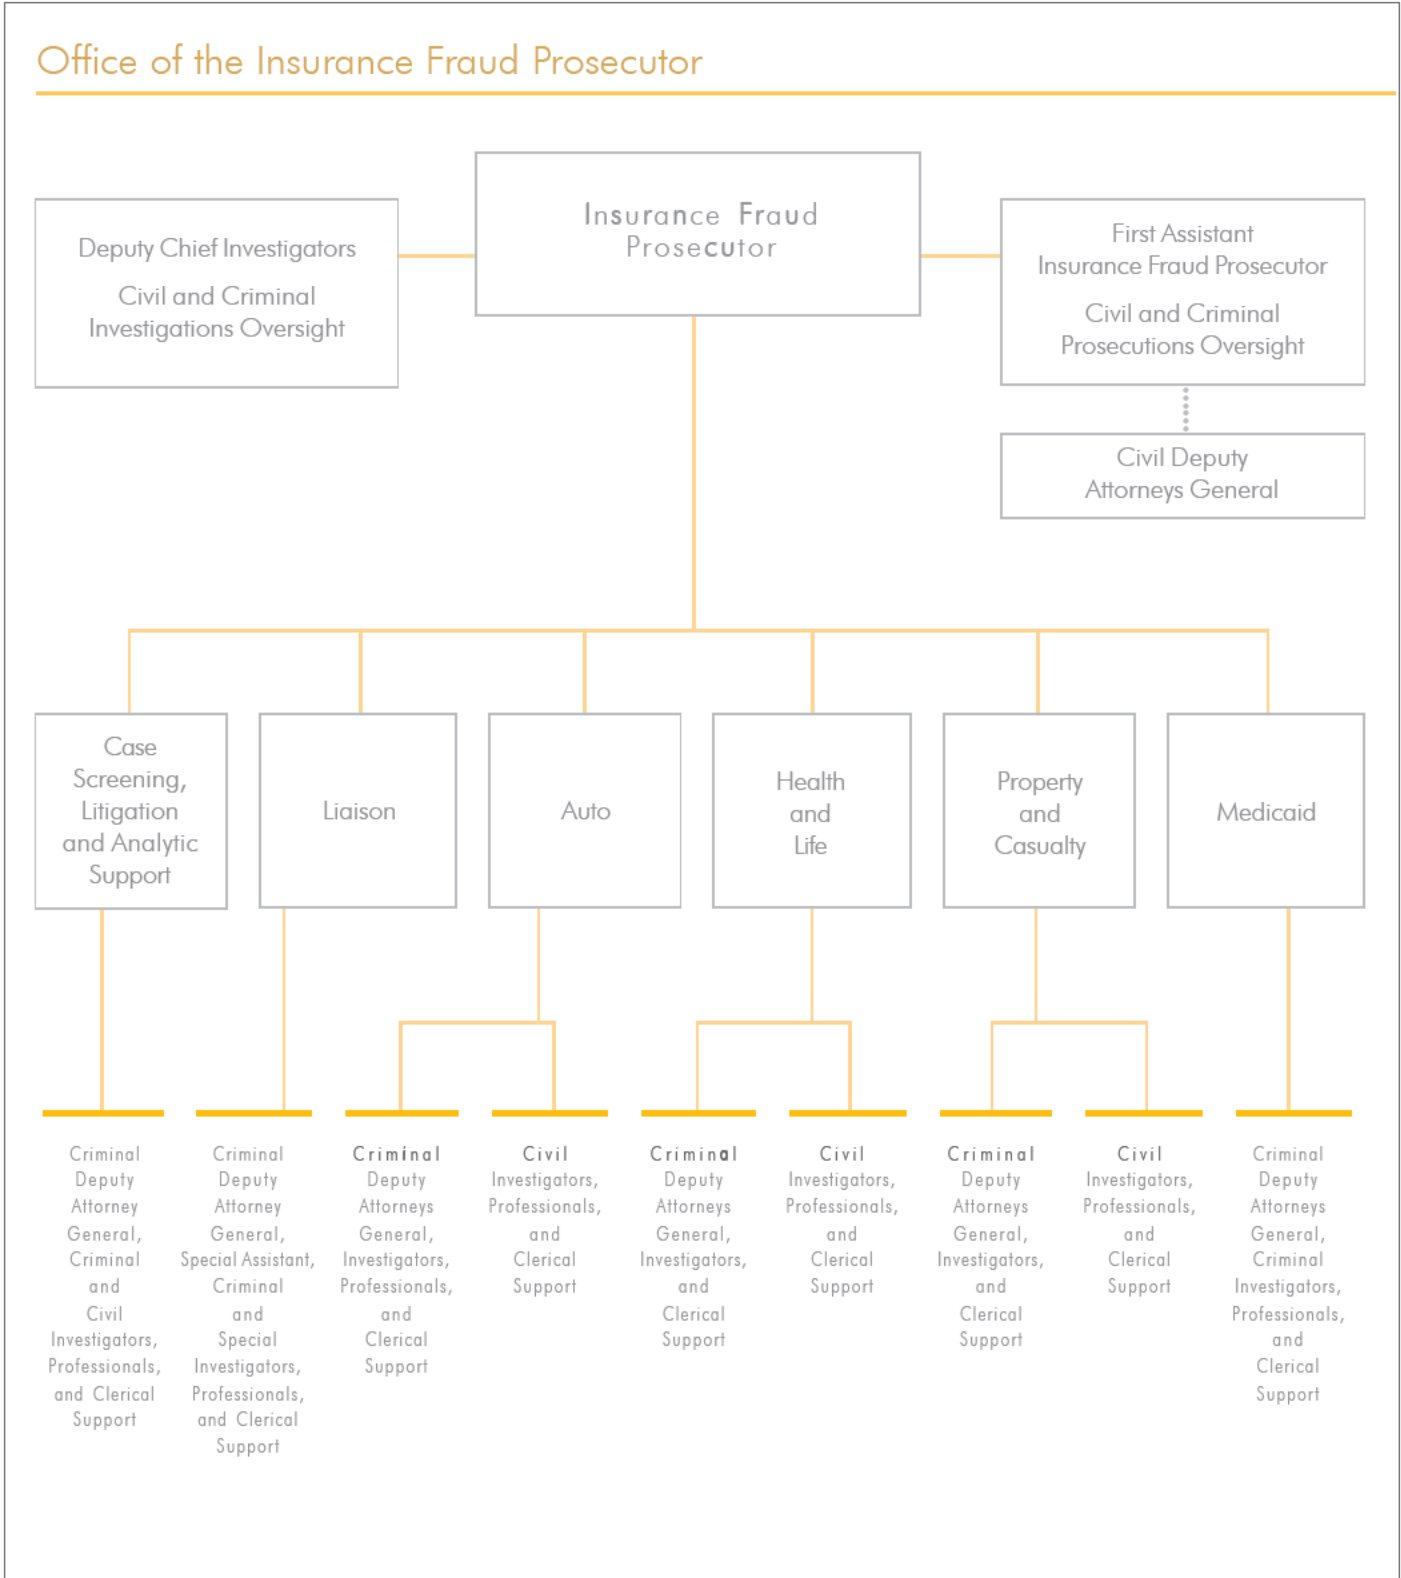 Office of the Insurance Fraud Prosecutor
Insurance Fraud
Prosecutor
Deputy Chief Investigators
Civil and Criminal
Investigations Oversight
First Assistant
Insurance Fraud Prosecutor
Civil and Criminal
Prosecutions Oversight
Civil Deputy
Attorneys General
Case
Screening,
Litigation
and Analytic
Support
Liaison
Auto
Health
and
Life
Property
and
Casualty
Medicaid
Criminal
Deputy
Attorney
General,
Criminal
and
Civil
Investigators,
Professionals,
and Clerical
Support
Criminal
Deputy
Attorney
General,
Special Assistant,
Criminal
and
Special
Investigators,
Professionals,
and Clerical
Support
Criminal
Deputy
Attorneys
General,
Investigators,
Professionals,
and
Clerical
Support
Civil
Investigators,
Professionals,
and
Clerical
Support
Criminal
Deputy
Attorneys
General,
Investigators,
and
Clerical
Support
Civil
Investigators,
Professionals,
and
Clerical
Support
Criminal
Deputy
Attorneys
General,
Investigators,
and
Clerical
Support
Civil
Investigators,
Professionals,
and
Clerical
Support
Criminal
Deputy
Attorneys
General,
Criminal
Investigators,
Professionals,
and
Clerical
Support